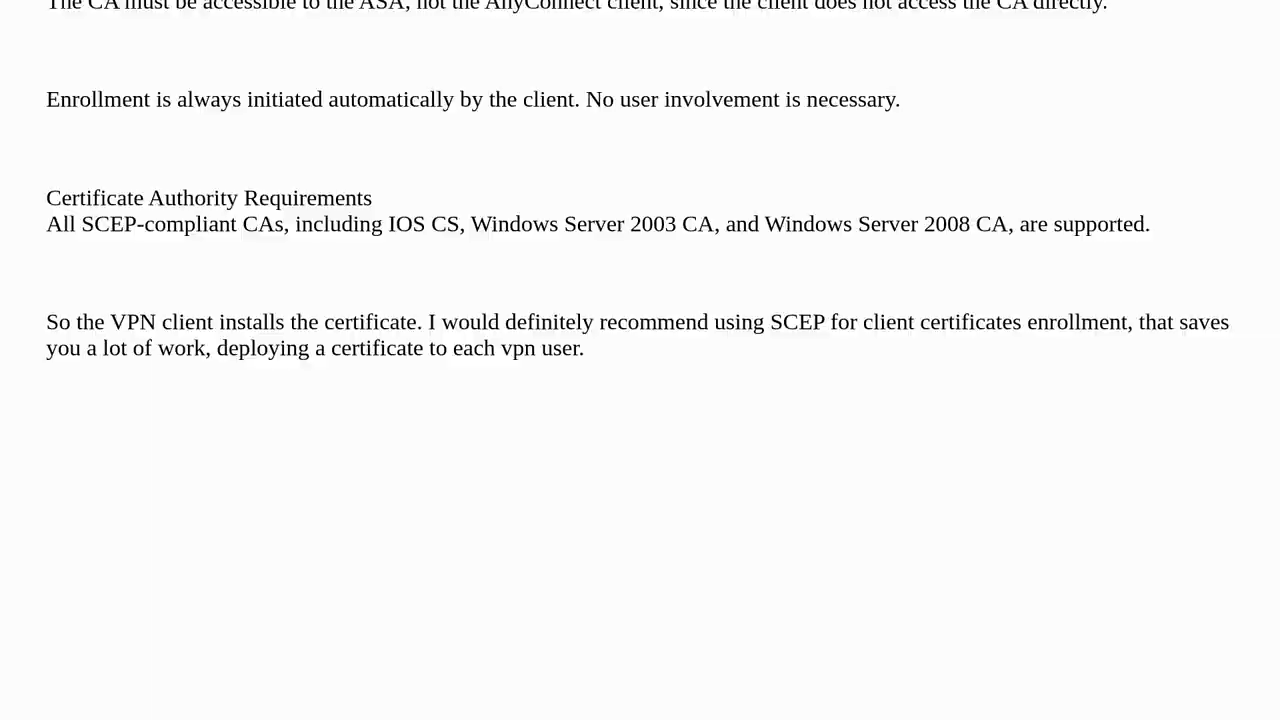 The CA must be accessible to the ASA, not the AnyConnect client, since the client does not access the CA directly.
Enrollment is always initiated automatically by the client. No user involvement is necessary.
Certificate Authority Requirements
All SCEP-compliant CAs, including IOS CS, Windows Server 2003 CA, and Windows Server 2008 CA, are supported.
So the VPN client installs the certificate. I would definitely recommend using SCEP for client certificates enrollment, that saves
you a lot of work, deploying a certificate to each vpn user.